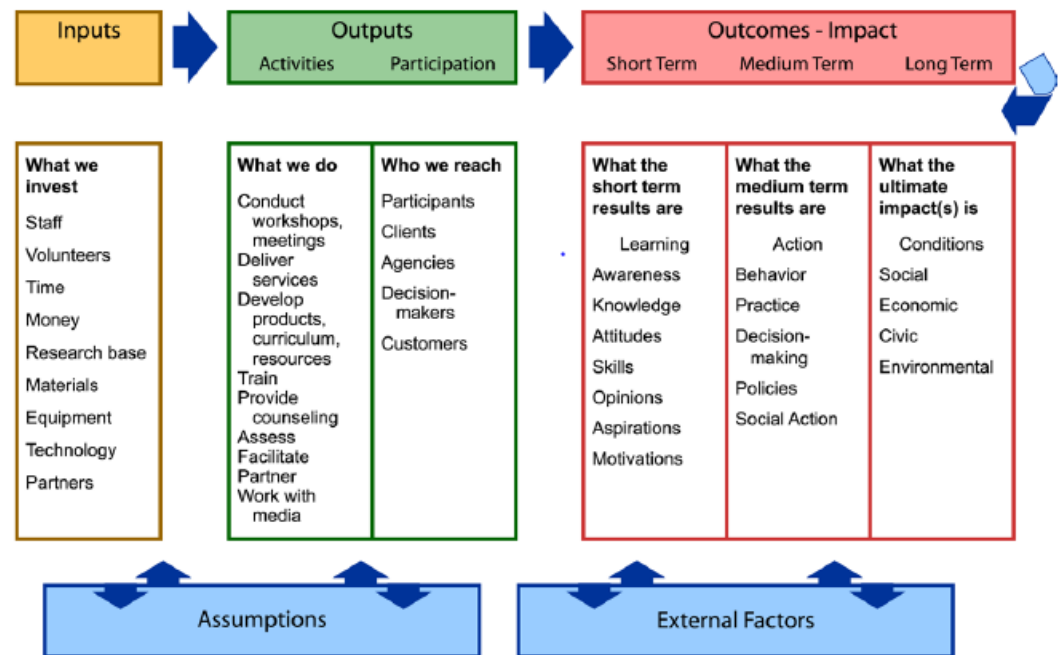 Inputs
Outputs
Activities Participation
Outcomes - Impact
Short Term Medium Term Long Term
What we
invest
Staff
Volunteers
Time
Money
Research base
Materials
Equipment
Technology
Partners
What we do
Conduct
workshops,
meetings
Deliver
services
Develop
products,
curriculum,
resources
Train
Provide
counseling
Assess
Facilitate
Partner
Work with
media
Who we reach
Participants
Clients
Agencies
Decision-
makers
Customers
What the
short term
results are
Learning
Awareness
Knowledge
Attitudes
Skills
Opinions
Aspirations
Motivations
What the
medium term
results are
Action
Behavior
Practice
Decision-
making
Policies
Social Action
What the
ultimate
impact(s) is
Conditions
Social
Economic
Civic
Environmental
Assumptions
External Factors